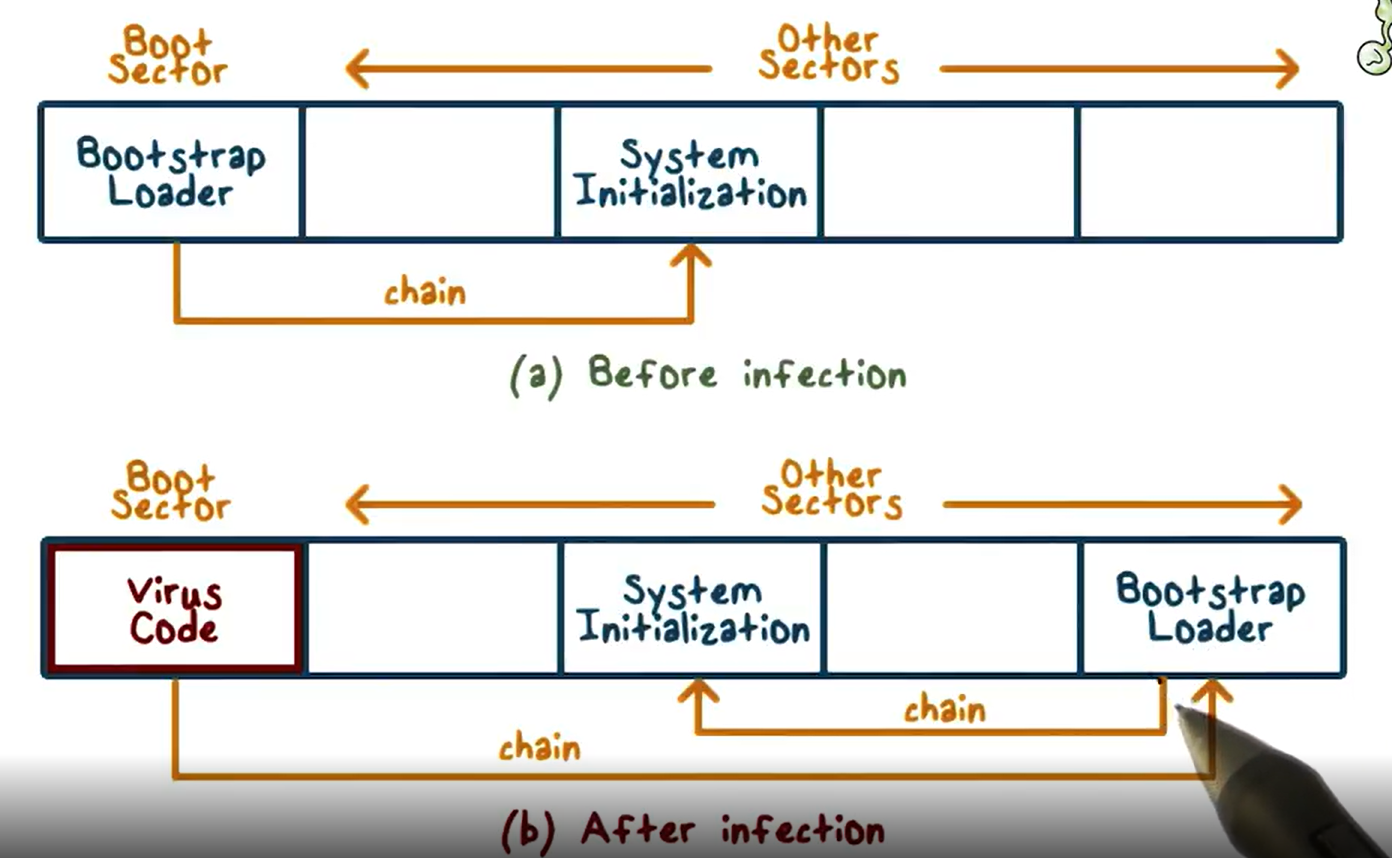 Boot
Sector
Other
Sectors
Bootstrap
Loader
System
Initialization
chain
(a) Before infection
Boot
Sector
Other
Sectors
Virus
Code
System
Initialization
Bootstrap
Loader
chain
chain
(b) After infection